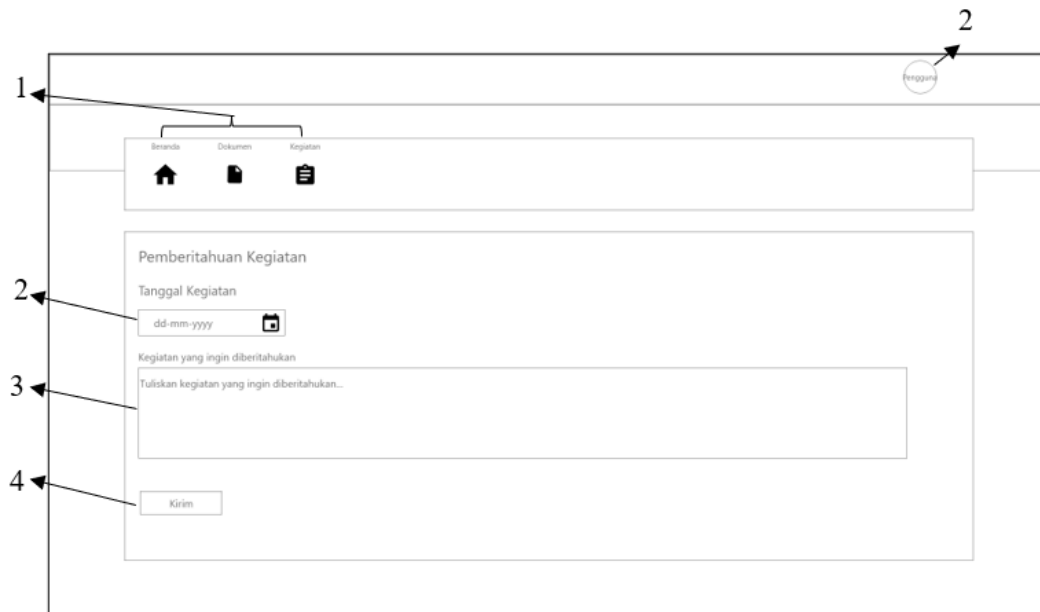 2
Pengguna
1
Beranda Dokumen Kegiatan
Pemberitahuan Kegiatan
Tanggal Kegiatan
2
dd-mm-yyyy
Kegiatan yang ingin diberitahukan
Tuliskan kegiatan yang ingin diberitahukan...
3
4
Kirim